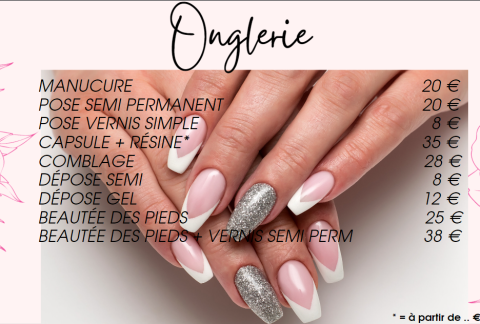 Onglerie
MANUCURE 20 €
POSE SEMI PERMANENT 20 €
POSE VERNIS SIMPLE 8 €
CAPSULE + RÉSINE* 35 €
COMBLAGE 28 €
DÉPOSE SEMI 8 €
DÉPOSE GEL 12 €
BEAUTÉE DES PIEDS 25 €
BEAUTÉE DES PIEDS + VERNIS SEMI PERM 38 €
* = à partir de .. €